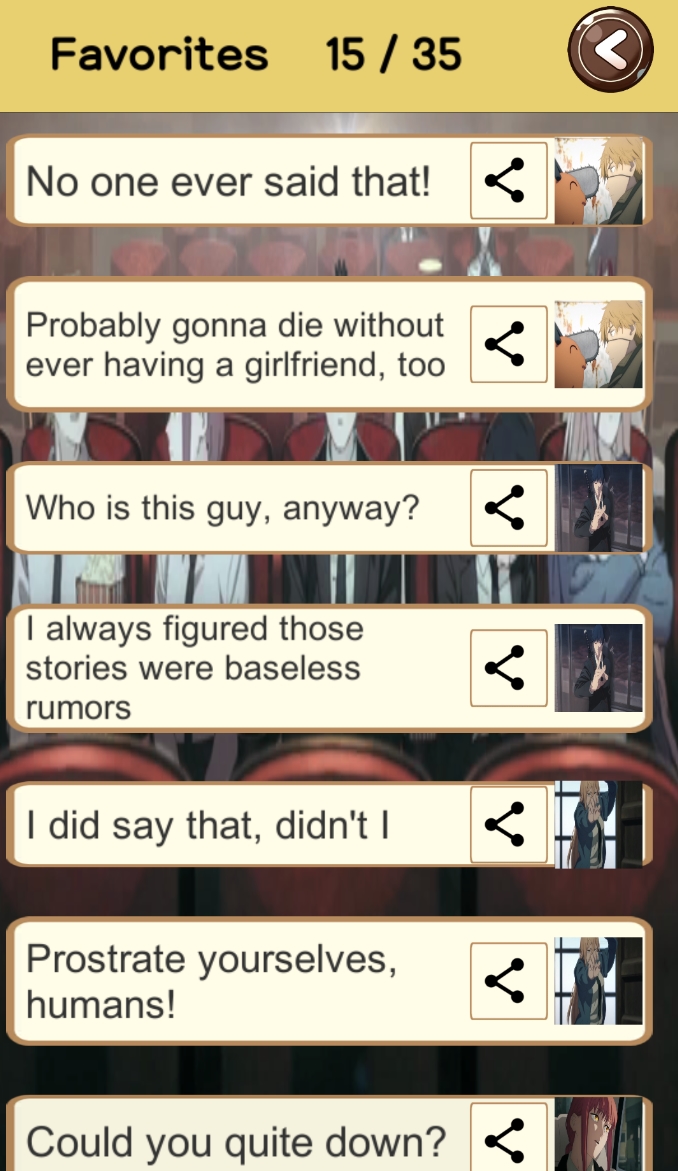 Favorites 15 / 35
No one ever said that!
Probably gonna die without
ever having a girlfriend, too
Who is this guy, anyway?
I always figured those
stories were baseless
rumors
I did say that, didn't I
Prostrate yourselves,
humans!
Could you quite down?